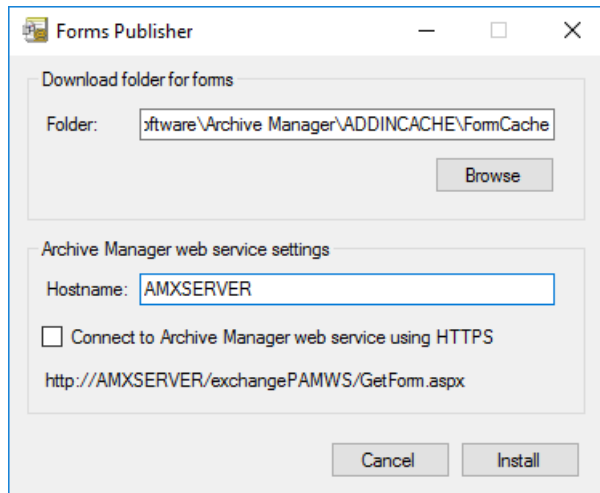 Forms Publisher
Download folder for forms
Folder: oftware\Archive Manager\ADDINCACHE\FormCache
Browse
Archive Manager web service settings
Hostname: AMXSERVER
Connect to Archive Manager web service using HTTPS
http://AMXSERVER/exchangePAMWS/GetForm.aspx
Cancel Install